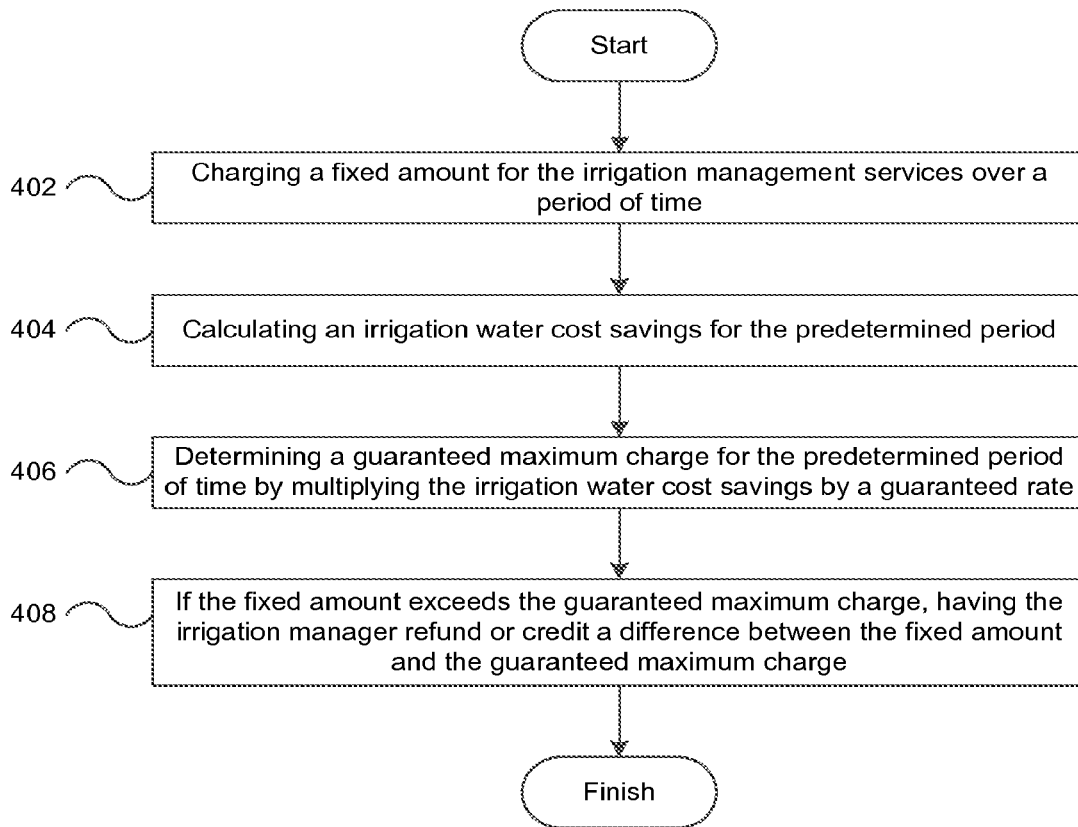 Start
402
Charging a fixed amount for the irrigation management services over a
period of time
404
Calculating an irrigation water cost savings for the predetermined period
406
Determining a guaranteed maximum charge for the predetermined period
of time by multiplying the irrigation water cost savings by a guaranteed rate
408
If the fixed amount exceeds the guaranteed maximum charge, having the
irrigation manager refund or credit a difference between the fixed amount
and the guaranteed maximum charge
Finish